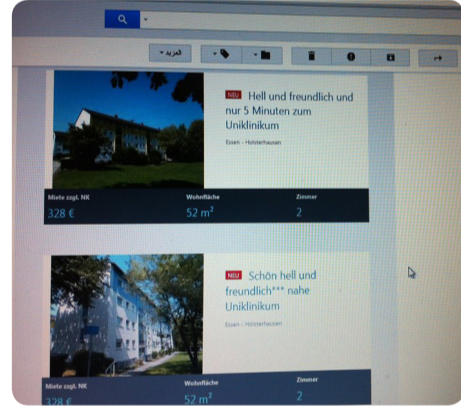 المزيد
NEU Hell und freundlich und
nur 5 Minuten zum
Uniklinikum
Essen - Holsterhausen
Miete zzgl. NK Wohnfläche Zimmer
328 € 52 m² 2
NEU Schön hell und
freundlich*** nahe
Uniklinikum
Essen - Holsterhausen
Miete zzgl. NK Wohnfläche Zimmer
328 € 52 m² 2